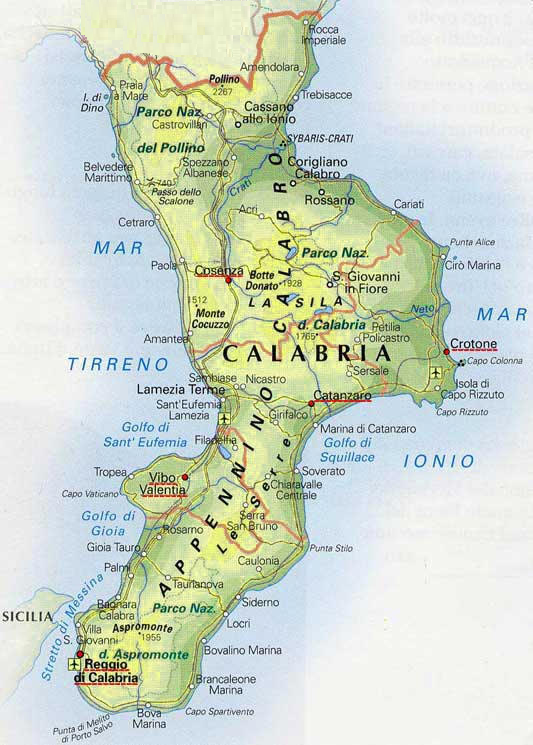 Rocca
Imperiale
Amendolara
Pollino
2267
Praia
a Mare
I. di
Dino
Trebisacce
Parco Naz.
Castrovillari
Cassano
allo Ionio
del Pollino
SYBARIS-CRATI
Spezzano
Albanese
Corigliano
Calabro
Belvedere
Marittimo
740
Passo dello
Scalone
Crati
Rossano
Cariati
Cetraro
Acri
MAR
Parco Naz.
Punta Alice
Cirò Marina
Paola
Cosenza
Botte
Donato
1928
S. Giovanni
in Fiore
LA SILA
1512
Monte
Cocuzzo
Neto
MAR
d. Calabria
1765
Petilia
Policastro
Amantea
CALABRIA
Crotone
Capo Colonna
TIRRENO
Sersale
Sambiase
Nicastro
Lamezia Terme
Catanzaro
Isola di
Capo Rizzuto
Capo Rizzuto
Sant'Eufemia
Lamezia
Girifalco
Marina di Catanzaro
Golfo di
Sant' Eufemia
Filadelfia
Golfo di
Squillace
IONIO
APPENNINO CALABRO
Le Serre
Tropea
Vibo
Valentia
Soverato
Chiaravalle
Centrale
Capo Vaticano
Golfo di
Gioia
Serra
San Bruno
Rosarno
Punta Stilo
Gioia Tauro
Caulonia
Palmi
Taurianova
Stretto di Messina
Bagnara
Calabra
Siderno
Parco Naz.
SICILIA
Locri
Villa
S. Giovanni
Aspromonte
1955
d. Aspromonte
Bovalino Marina
Reggio
di Calabria
Brancaleone
Marina
Bova
Marina
Capo Spartivento
Punta di Melito
di Porto Salvo